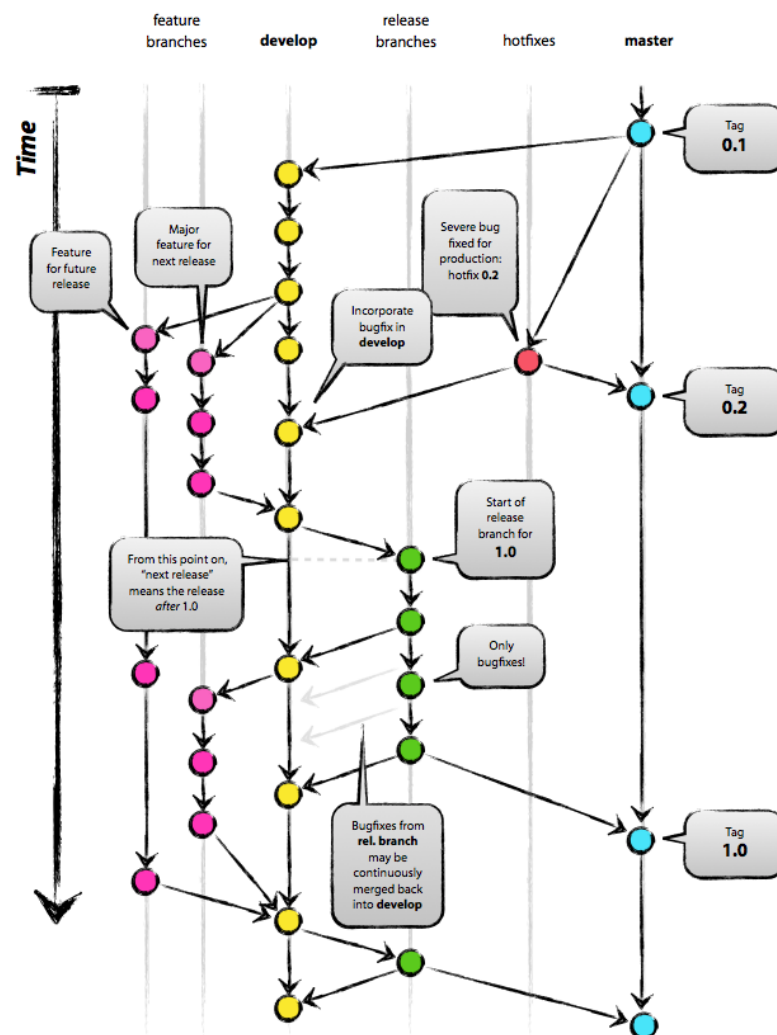 feature
branches
develop
release
branches
hotfixes
master
Time
Tag
0.1
Major
feature for
next release
Feature
for future
release
Severe bug
fixed for
production:
hotfix 0.2
Incorporate
bugfix in
develop
Tag
0.2
Start of
release
branch for
1.0
From this point on,
“next release”
means the release
after 1.0
Only
bugfixes!
Bugfixes from
rel. branch
may be
continuously
merged back
into develop
Tag
1.0